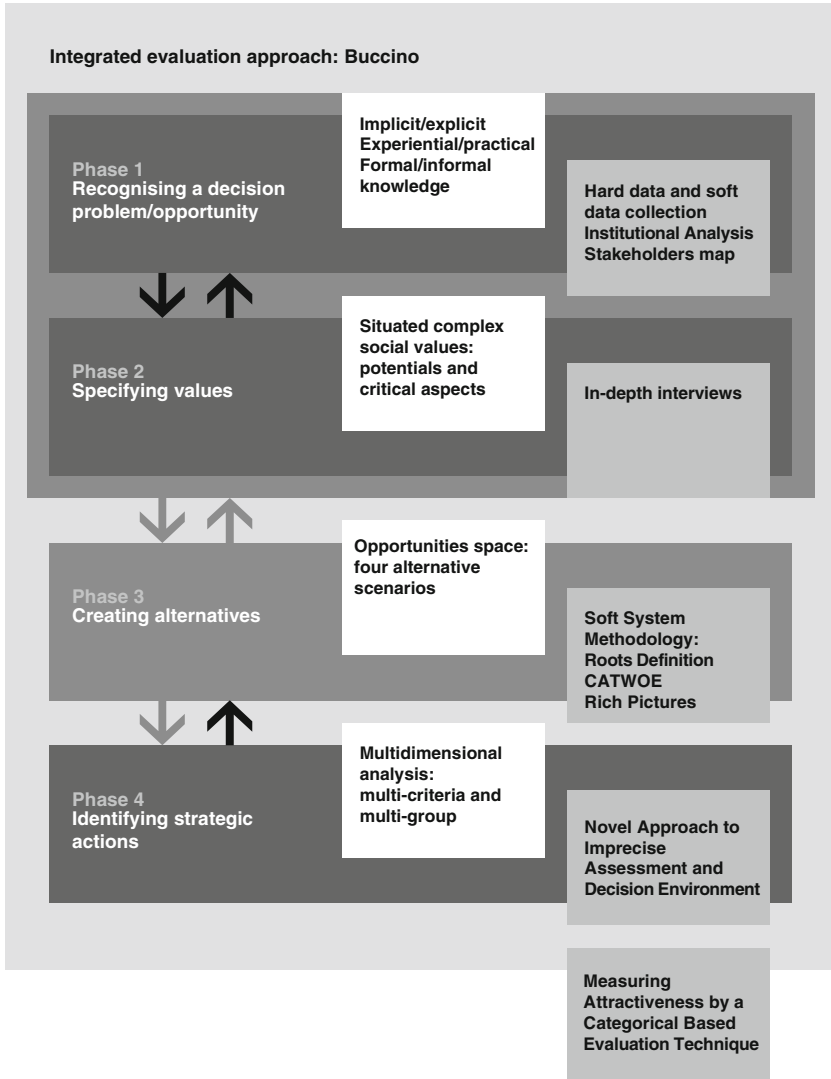 Integrated evaluation approach: Buccino
Phase 1
Recognising a decision
problem/opportunity
Implicit/explicit
Experiential/practical
Formal/informal
knowledge
Hard data and soft
data collection
Institutional Analysis
Stakeholders map
Phase 2
Specifying values
Situated complex
social values:
potentials and
critical aspects
In-depth interviews
Phase 3
Creating alternatives
Opportunities space:
four alternative
scenarios
Soft System
Methodology:
Roots Definition
CATWOE
Rich Pictures
Phase 4
Identifying strategic
actions
Multidimensional
analysis:
multi-criteria and
multi-group
Novel Approach to
Imprecise
Assessment and
Decision Environment
Measuring
Attractiveness by a
Categorical Based
Evaluation Technique